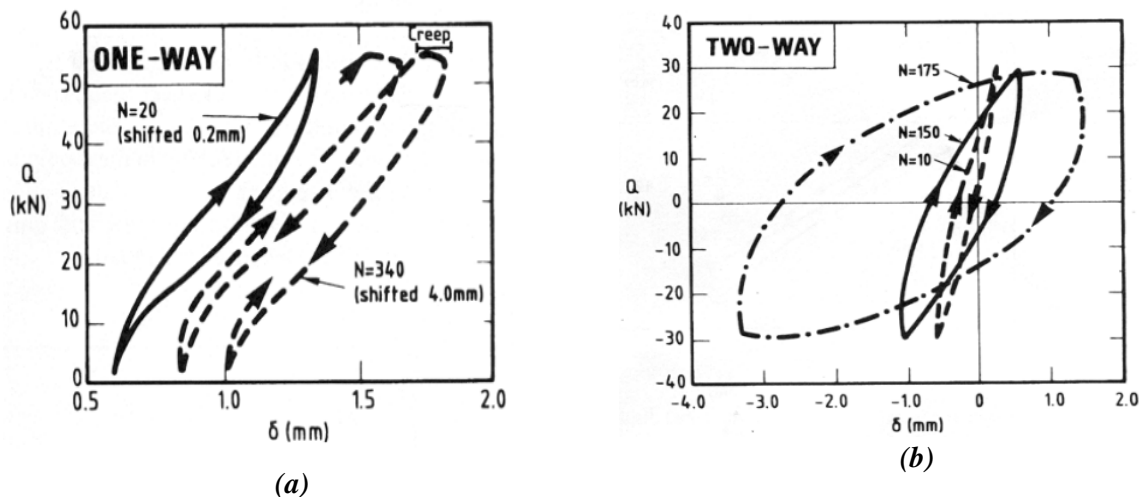 60
50
40
30
20
10
0
Q
(kN)
ONE-WAY
Creep
N=20
(shifted 0.2mm)
N=340
(shifted 4.0mm)
0.5
1.0
1.5
2.0
δ (mm)
(a)
40
30
20
10
0
-10
-20
-30
-40
Q
(kN)
TWO-WAY
N=175
N=150
N=10
-4.0
-3.0
-2.0
-1.0
0
1.0
2.0
δ (mm)
(b)